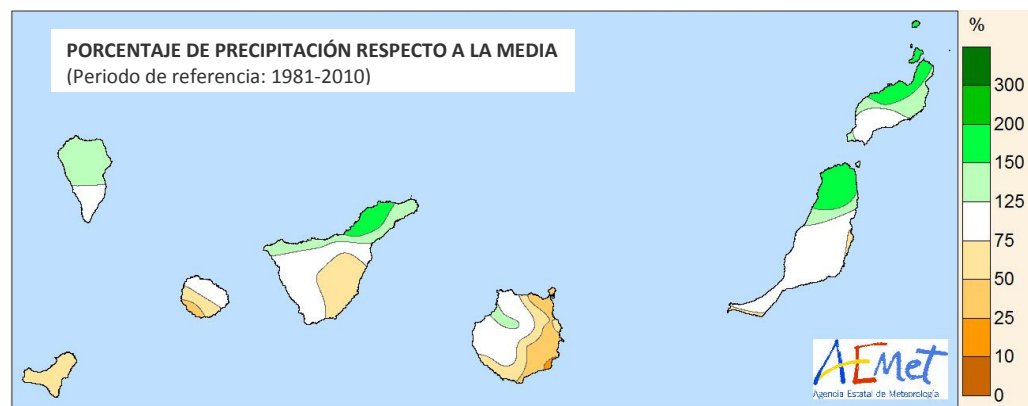 PORCENTAJE DE PRECIPITACIÓN RESPECTO A LA MEDIA
(Periodo de referencia: 1981-2010)
%
300
200
150
125
75
50
25
10
0
AEMet
Agencia Estatal de Meteorología